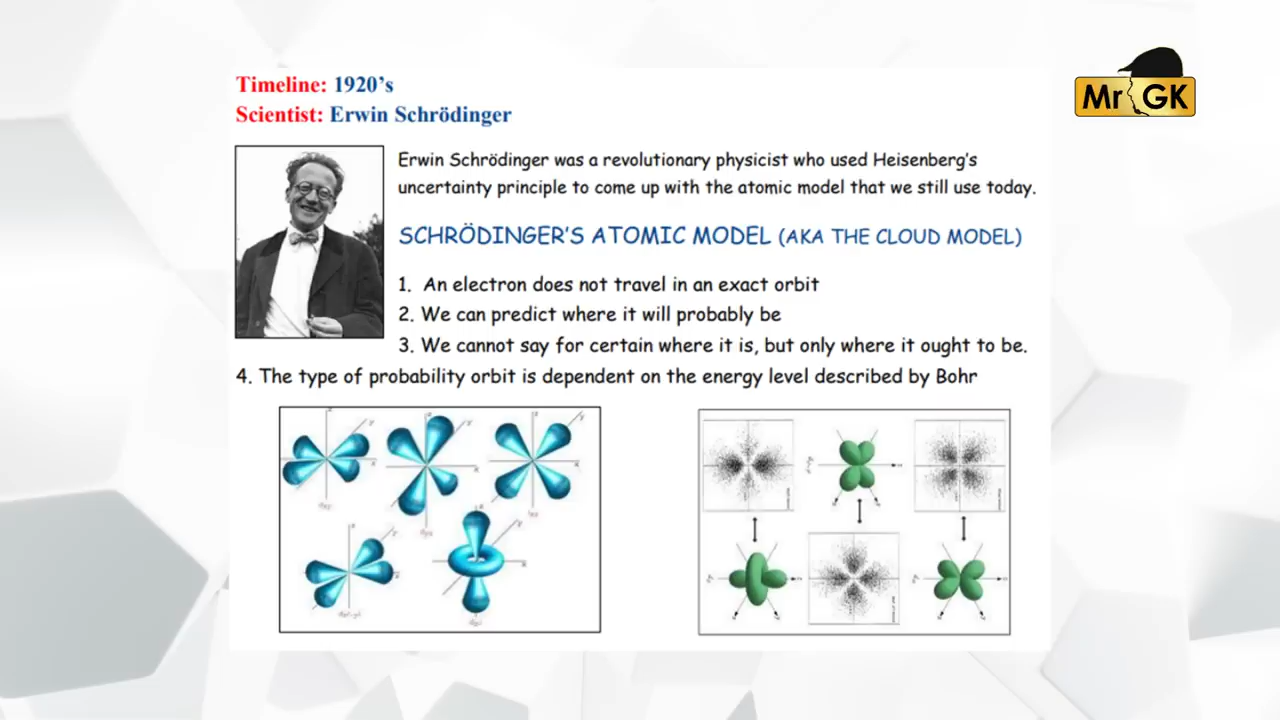 Timeline: 1920's
Scientist: Erwin Schrödinger
Mr GK
Erwin Schrödinger was a revolutionary physicist who used Heisenberg's
uncertainty principle to come up with the atomic model that we still use today.
SCHRÖDINGER'S ATOMIC MODEL (AKA THE CLOUD MODEL)
1. An electron does not travel in an exact orbit
2. We can predict where it will probably be
3. We cannot say for certain where it is, but only where it ought to be.
4. The type of probability orbit is dependent on the energy level described by Bohr